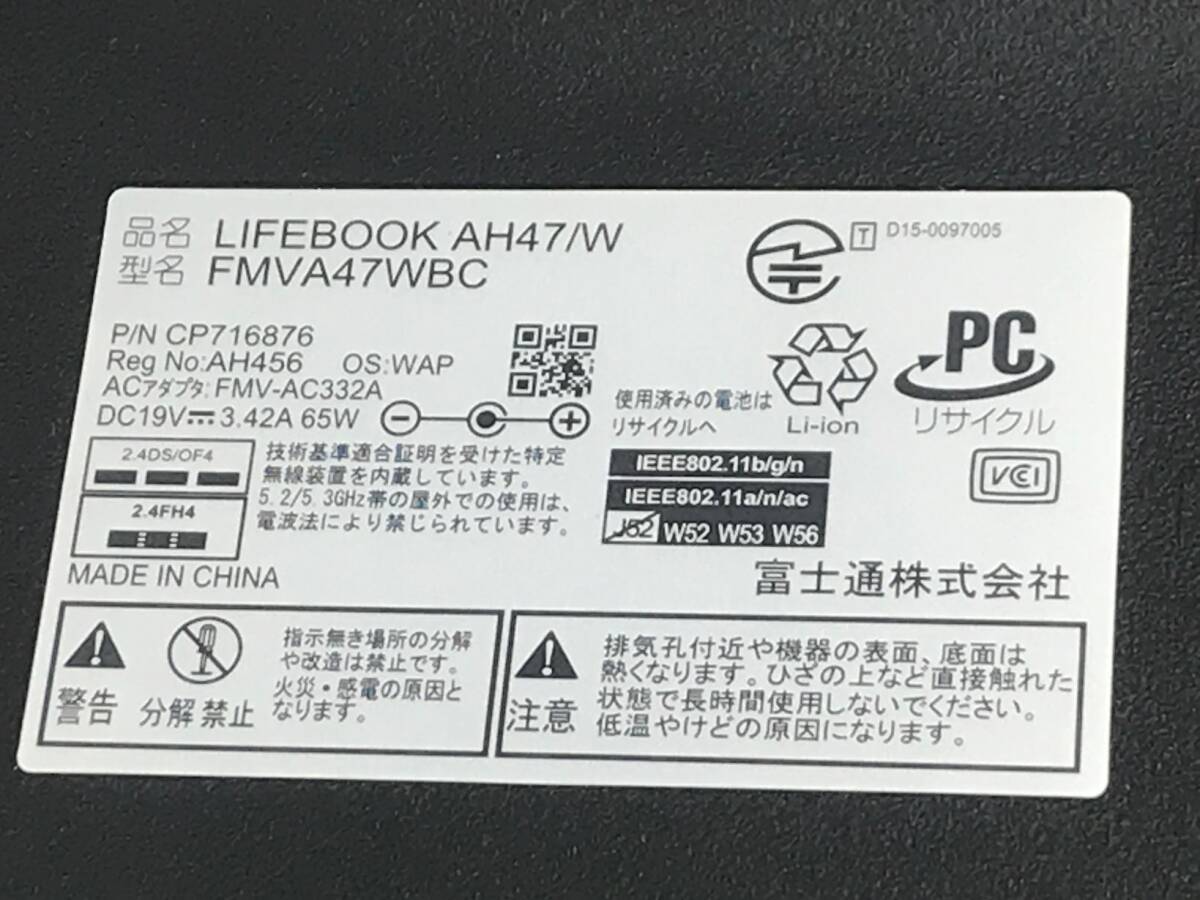 品名 LIFEBOOK AH47/W
型名 FMVA47WBC
T D15-0097005
P/N CP716876
Reg No:AH456 OS:WAP
ACアダプタ: FMV-AC332A
DC19V 3.42A 65W
使用済みの電池は
リサイクルへ
Li-ion
PC
リサイクル
2.4DS/OF4
2.4FH4
技術基準適合証明を受けた特定
無線装置を内蔵しています。
5.2/5.3GHz帯の屋外での使用は、
電波法により禁じられています。
IEEE802.11b/g/n
IEEE802.11a/n/ac
J52 W52 W53 W56
VCI
MADE IN CHINA
富士通株式会社
警告
分解禁止
指示無き場所の分解
や改造は禁止です。
火災・感電の原因と
なります。
注意
排気孔付近や機器の表面、底面は
熱くなります。ひざの上など直接触れた
状態で長時間使用しないでください。
低温やけどの原因になります。